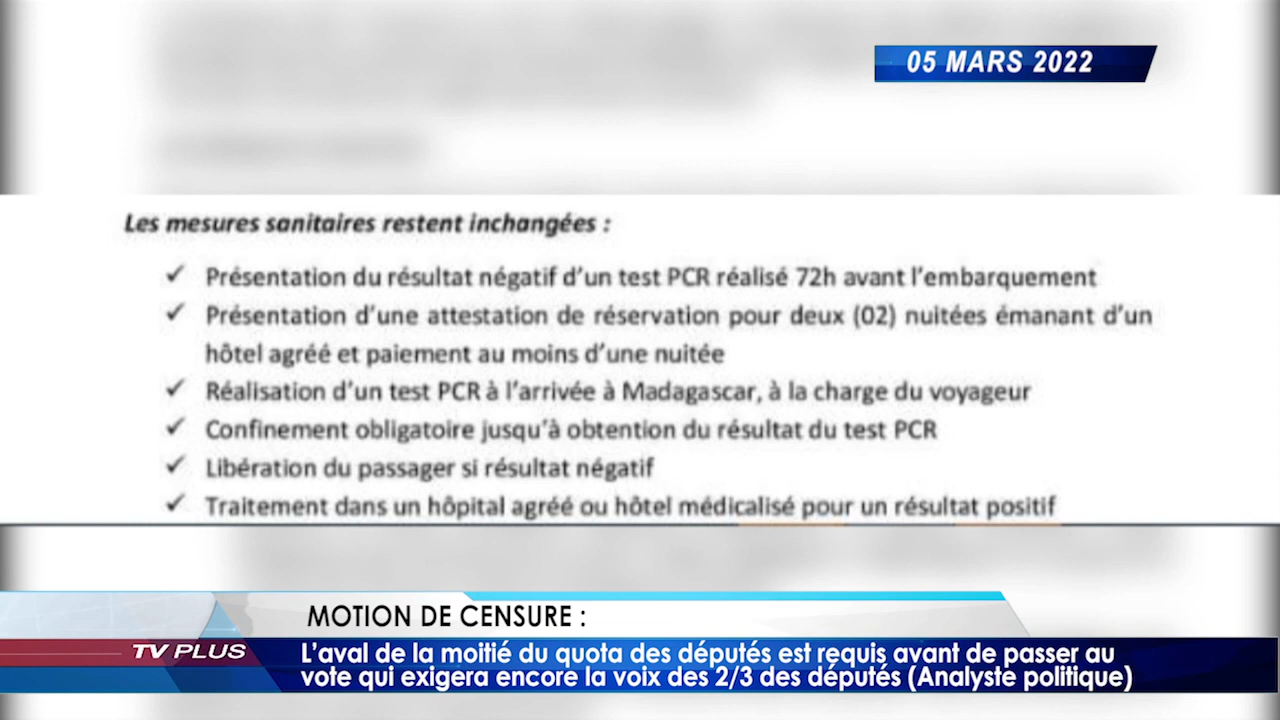 05 MARS 2022
Les mesures sanitaires restent inchangées :
✓ Présentation du résultat négatif d'un test PCR réalisé 72h avant l'embarquement
✓ Présentation d'une attestation de réservation pour deux (02) nuitées émanant d'un
hôtel agréé et paiement au moins d'une nuitée
✓ Réalisation d'un test PCR à l'arrivée à Madagascar, à la charge du voyageur
✓ Confinement obligatoire jusqu'à obtention du résultat du test PCR
✓ Libération du passager si résultat négatif
✓ Traitement dans un hôpital agréé ou hôtel médicalisé pour un résultat positif
MOTION DE CENSURE :
TV PLUS
L'aval de la moitié du quota des députés est requis avant de passer au
vote qui exigera encore la voix des 2/3 des députés (Analyste politique)